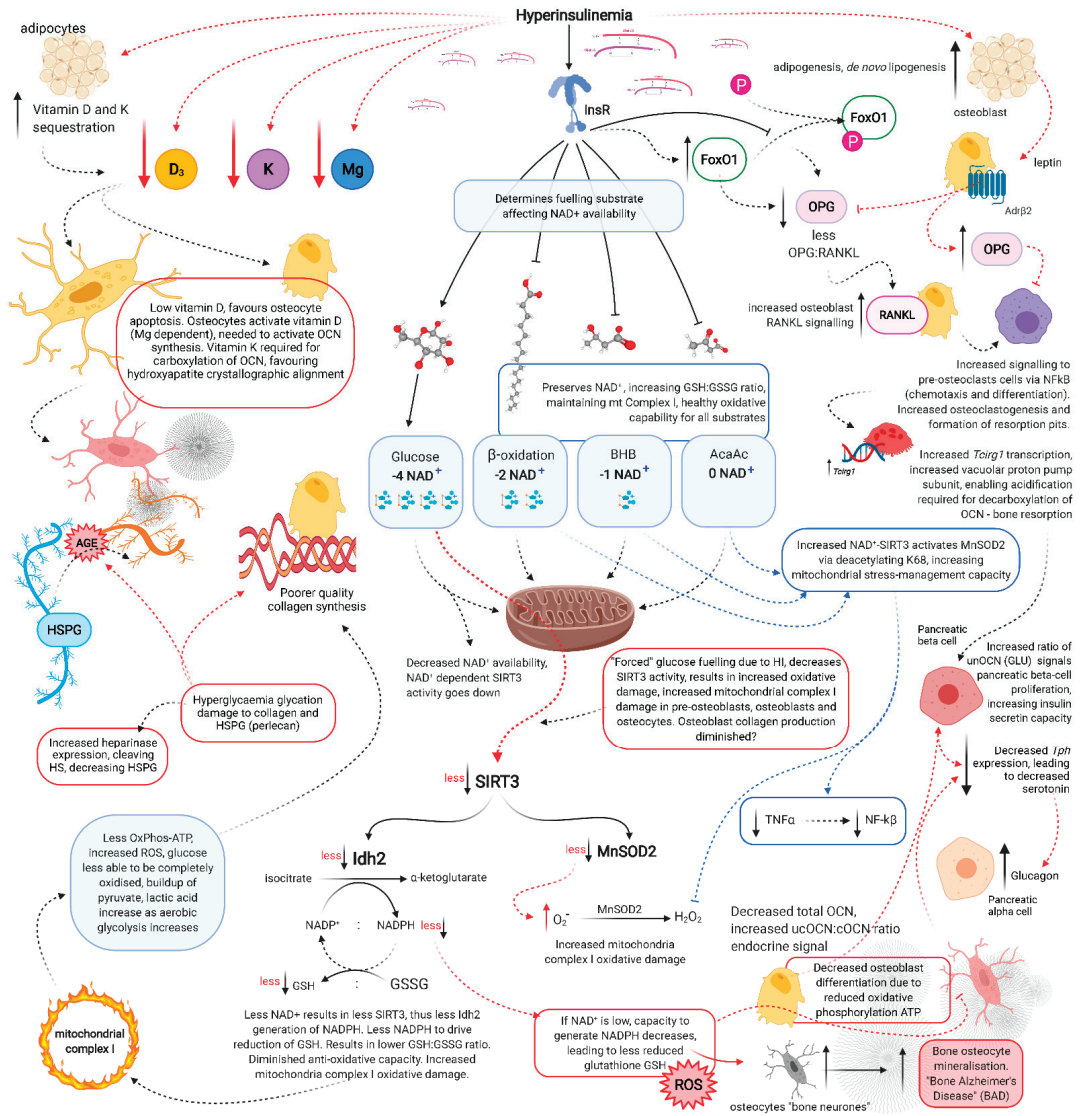 Hyperinsulinemia
adipocytes
Vitamin D and K
sequestration
D3
K
Mg
InsR
P
adipogenesis, de novo lipogenesis
FoxO1
P
FoxO1
osteoblast
leptin
Adrβ2
Determines fuelling substrate
affecting NAD+ availability
OPG
less
OPG:RANKL
OPG
increased osteoblast
RANKL signalling
RANKL
Low vitamin D, favours osteocyte
apoptosis. Osteocytes activate vitamin D
(Mg dependent), needed to activate OCN
synthesis. Vitamin K required for
carboxylation of OCN, favouring
hydroxyapatite crystallographic alignment
Preserves NAD+, increasing GSH:GSSG ratio,
maintaining mt Complex I, healthy oxidative
capability for all substrates
Increased signalling to
pre-osteoclasts cells via NFkB
(chemotaxis and differentiation).
Increased osteoclastogenesis and
formation of resorption pits.
Tcirg1
Increased Tcirg1 transcription,
increased vacuolar proton pump
subunit, enabling acidification
required for decarboxylation of
OCN - bone resorption
Glucose
-4 NAD+
β-oxidation
-2 NAD+
BHB
-1 NAD+
AcaAc
0 NAD+
AGE
HSPG
Poorer quality
collagen synthesis
Increased NAD+-SIRT3 activates MnSOD2
via deacetylating K68, increasing
mitochondrial stress-management capacity
Decreased NAD+ availability,
NAD+ dependent SIRT3
activity goes down
"Forced" glucose fuelling due to HI, decreases
SIRT3 activity, results in increased oxidative
damage, increased mitochondrial complex I
damage in pre-osteoblasts, osteoblasts and
osteocytes. Osteoblast collagen production
diminished?
Pancreatic
beta cell
Increased ratio of
unOCN (GLU) signals
pancreatic beta-cell
proliferation,
increasing insulin
secretin capacity
Hyperglycaemia glycation
damage to collagen and
HSPG (perlecan)
Increased heparinase
expression, cleaving
HS, decreasing HSPG
Decreased Tph
expression, leading
to decreased
serotonin
less SIRT3
TNFα
NF-kβ
Less OxPhos-ATP,
increased ROS, glucose
less able to be completely
oxidised, buildup of
pyruvate, lactic acid
increase as aerobic
glycolysis increases
less Idh2
less MnSOD2
isocitrate
α-ketoglutarate
NADP+ : NADPH less
less GSH : GSSG
O2-
MnSOD2
H2O2
Increased mitochondria
complex I oxidative damage
Glucagon
Pancreatic
alpha cell
Decreased total OCN,
increased ucOCN:cOCN ratio
endocrine signal
Decreased osteoblast
differentiation due to
reduced oxidative
phosphorylation ATP
mitochondrial
complex I
Less NAD+ results in less SIRT3, thus less Idh2
generation of NADPH. Less NADPH to drive
reduction of GSH. Results in lower GSH:GSSG ratio.
Diminished anti-oxidative capacity. Increased
mitochondria complex I oxidative damage.
If NAD+ is low, capacity to
generate NADPH decreases,
leading to less reduced
glutathione GSH
ROS
osteocytes "bone neurones"
Bone osteocyte
mineralisation.
"Bone Alzheimer's
Disease" (BAD)